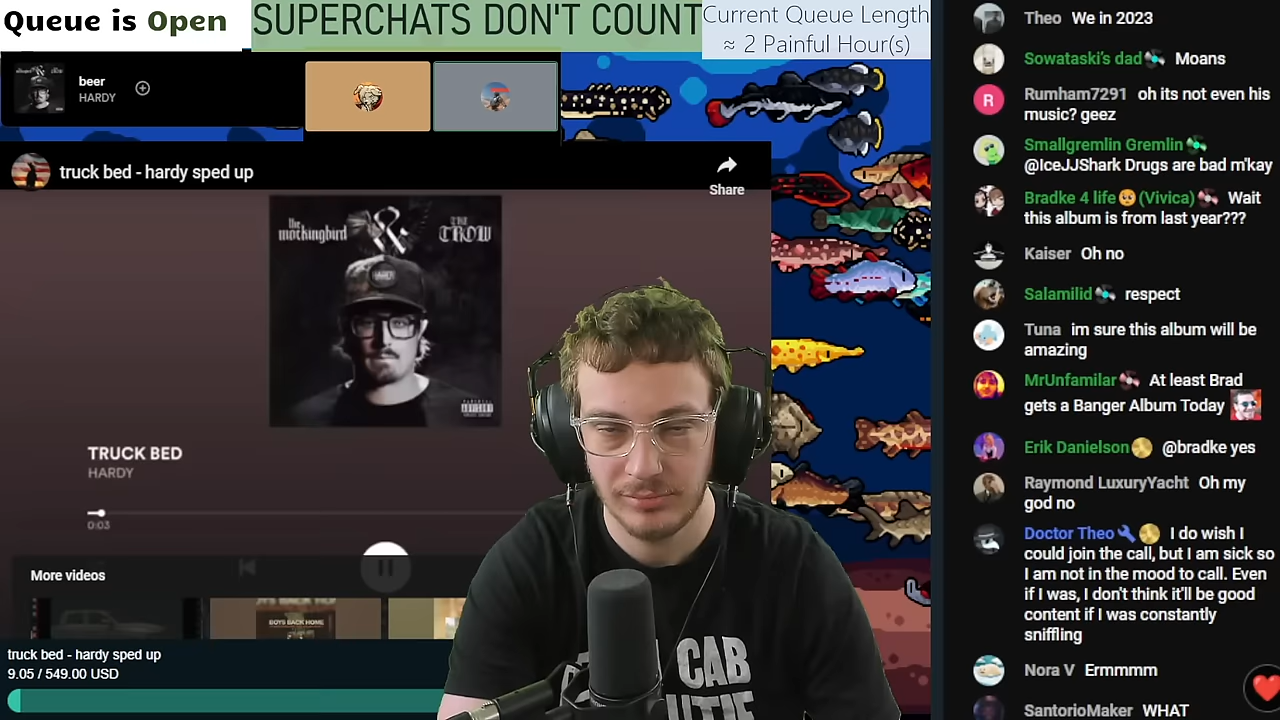 Queue is Open
SUPERCHATS DON'T COUNT
Current Queue Length
≈ 2 Painful Hour(s)
beer
HARDY
truck bed - hardy sped up
Share
the mockingbird
&
THE CROW
HARDY
TRUCK BED
HARDY
0:03
More videos
BOYS BACK HOME
truck bed - hardy sped up
9.05 / 549.00 USD
CAB
Theo We in 2023
Sowataski's dad Moans
R
Rumham7291 oh its not even his
music? geez
Smallgremlin Gremlin
@IceJJShark Drugs are bad m'kay
Bradke 4 life🥺(Vivica) Wait
this album is from last year???
Kaiser Oh no
Salamilid respect
Tuna im sure this album will be
amazing
MrUnfamilar At least Brad
gets a Banger Album Today
Erik Danielson @bradke yes
Raymond LuxuryYacht Oh my
god no
Doctor Theo I do wish I
could join the call, but I am sick so
I am not in the mood to call. Even
if I was, I don't think it'll be good
content if I was constantly
sniffling
Nora V Ermmmm
SantorioMaker WHAT